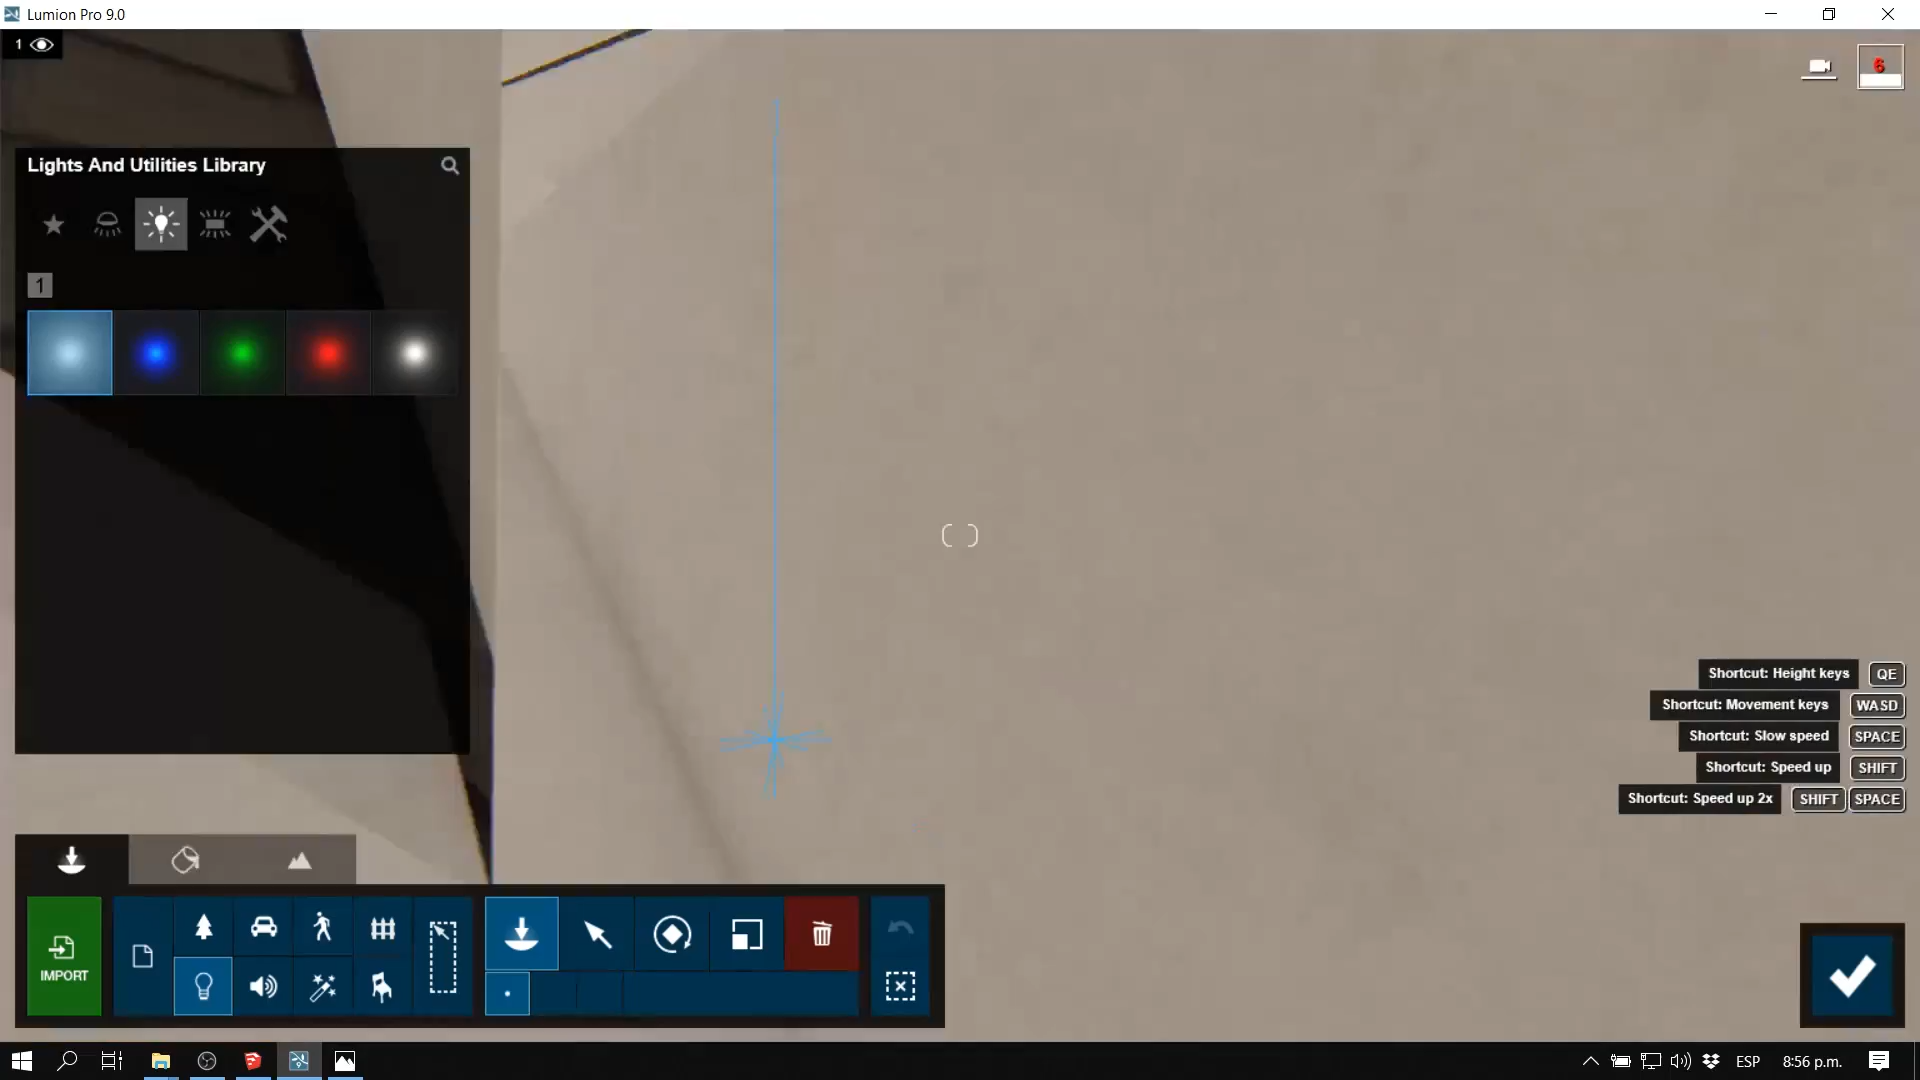 Lumion Pro 9.0
1
6
Lights And Utilities Library
1
Shortcut: Height keys QE
Shortcut: Movement keys WASD
Shortcut: Slow speed SPACE
Shortcut: Speed up SHIFT
Shortcut: Speed up 2x SHIFT SPACE
IMPORT
ESP 8:56 p.m.